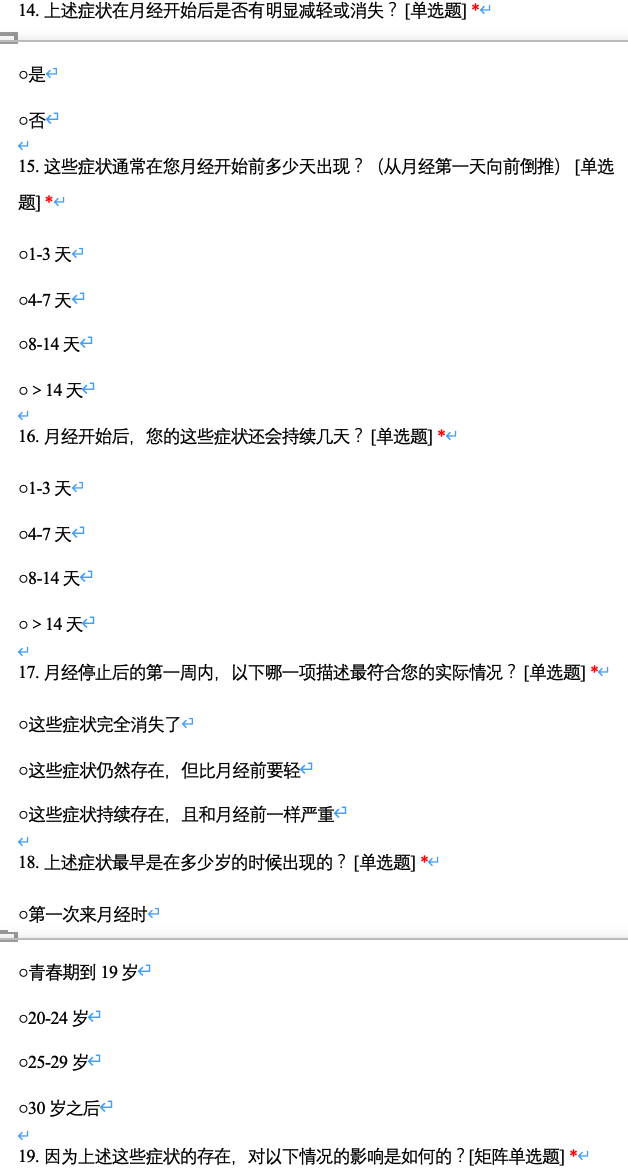 14. 上述症状在月经开始后是否有明显减轻或消失？ [单选题] *↵
○是↵
○否↵
↵
15. 这些症状通常在您月经开始前多少天出现？（从月经第一天向前倒推） [单选
题] *↵
○1-3 天↵
○4-7 天↵
○8-14 天↵
○＞14 天↵
↵
16. 月经开始后，您的这些症状还会持续几天？ [单选题] *↵
○1-3 天↵
○4-7 天↵
○8-14 天↵
○＞14 天↵
↵
17. 月经停止后的第一周内，以下哪一项描述最符合您的实际情况？ [单选题] *↵
○这些症状完全消失了↵
○这些症状仍然存在，但比月经前要轻↵
○这些症状持续存在，且和月经前一样严重↵
↵
18. 上述症状最早是在多少岁的时候出现的？ [单选题] *↵
○第一次来月经时↵
○青春期到 19 岁↵
○20-24 岁↵
○25-29 岁↵
○30 岁之后↵
↵
19. 因为上述这些症状的存在，对以下情况的影响是如何的？[矩阵单选题] *↵